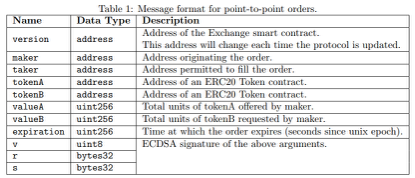 Table 1: Message format for point-to-point orders.
Name Data Type Description
version address Address of the Exchange smart contract.
This address will change each time the protocol is updated.
maker address Address originating the order.
taker address Address permitted to fill the order.
tokenA address Address of an ERC20 Token contract.
tokenB address Address of an ERC20 Token contract.
valueA uint256 Total units of tokenA offered by maker.
valueB uint256 Total units of tokenB requested by maker.
expiration uint256 Time at which the order expires (seconds since unix epoch).
v uint8 ECDSA signature of the above arguments.
r bytes32
s bytes32